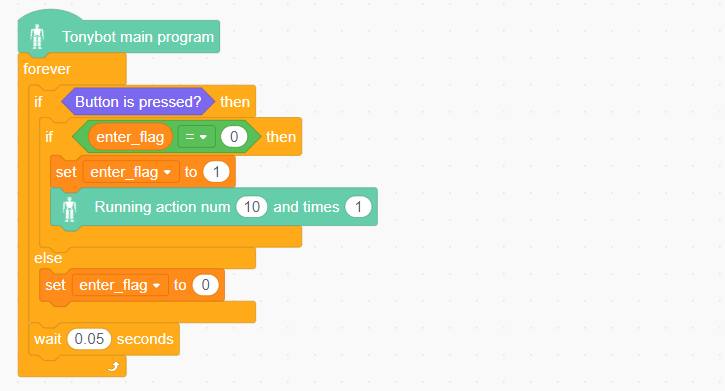 Tonybot main program
forever
if Button is pressed? then
if enter_flag = 0 then
set enter_flag to 1
Running action num 10 and times 1
else
set enter_flag to 0
wait 0.05 seconds